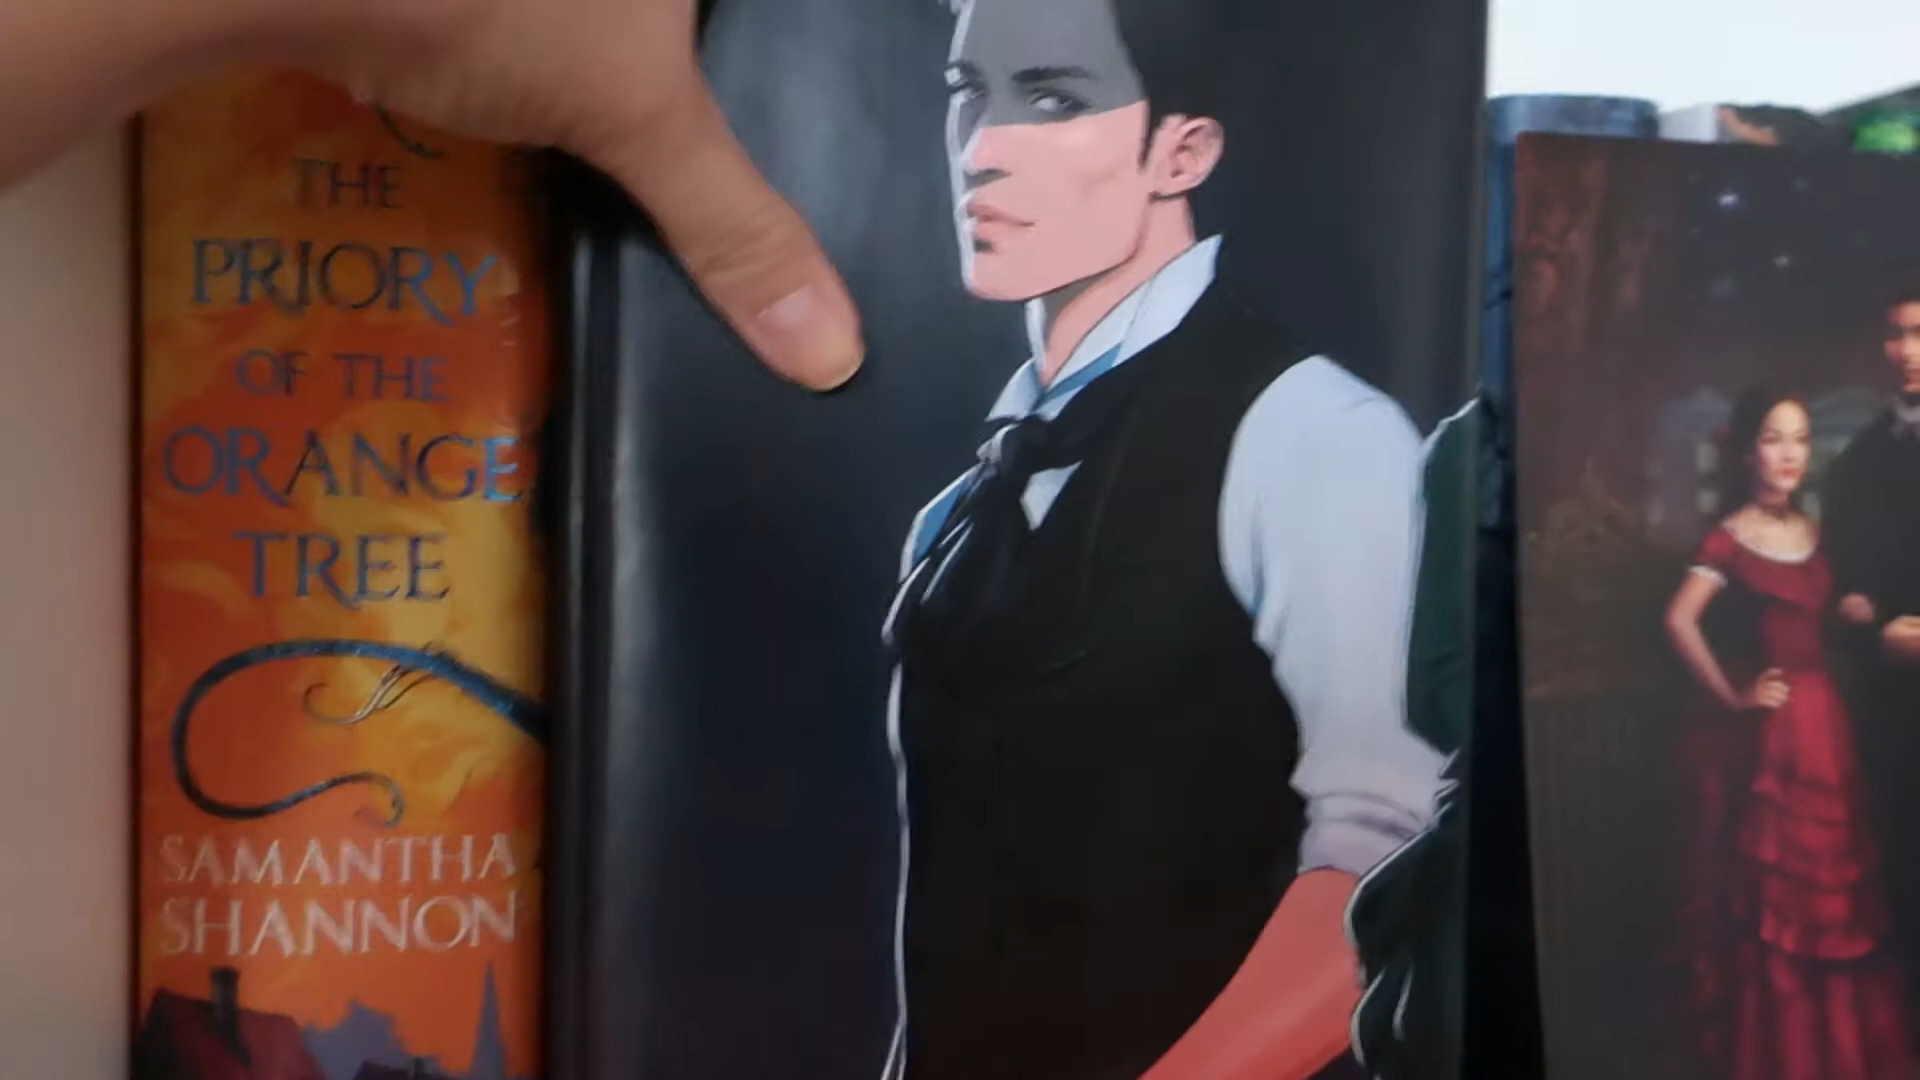 THE
PRIORY
OF THE
ORANGE
TREE
SAMANTHA
SHANNON